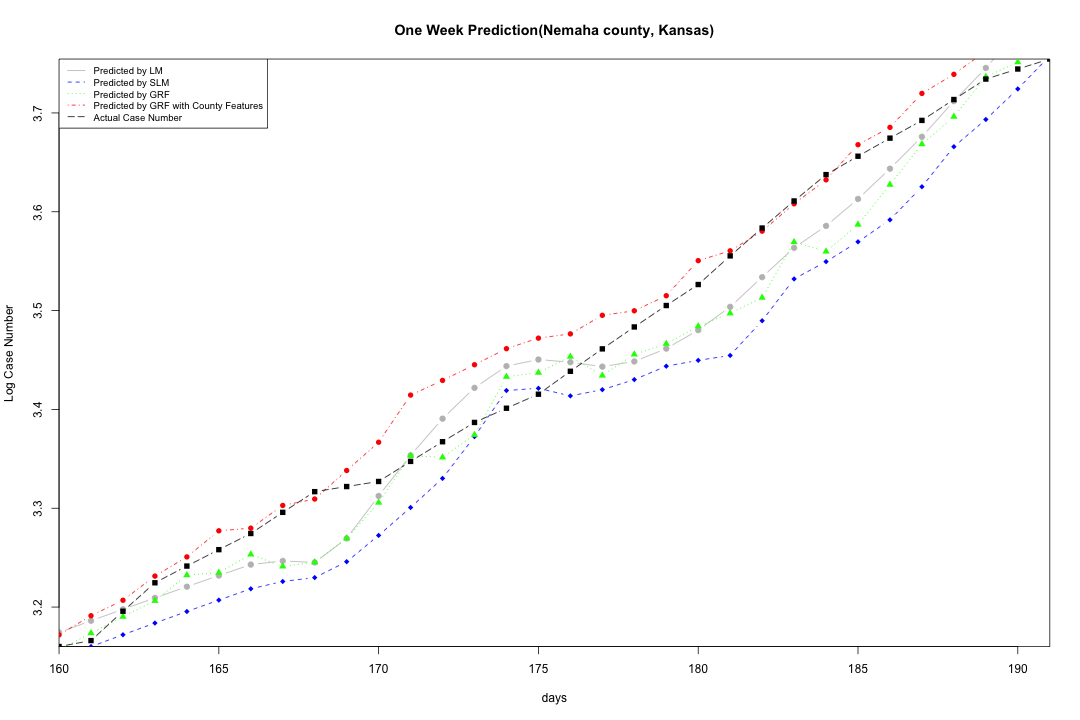 One Week Prediction(Nemaha county, Kansas)
Predicted by LM
Predicted by SLM
Predicted by GRF
Predicted by GRF with County Features
Actual Case Number
3.7
3.6
3.5
3.4
3.3
3.2
Log Case Number
160 165 170 175 180 185 190
days